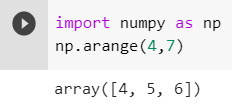 import numpy as np
np.arange(4,7)
array([4, 5, 6])